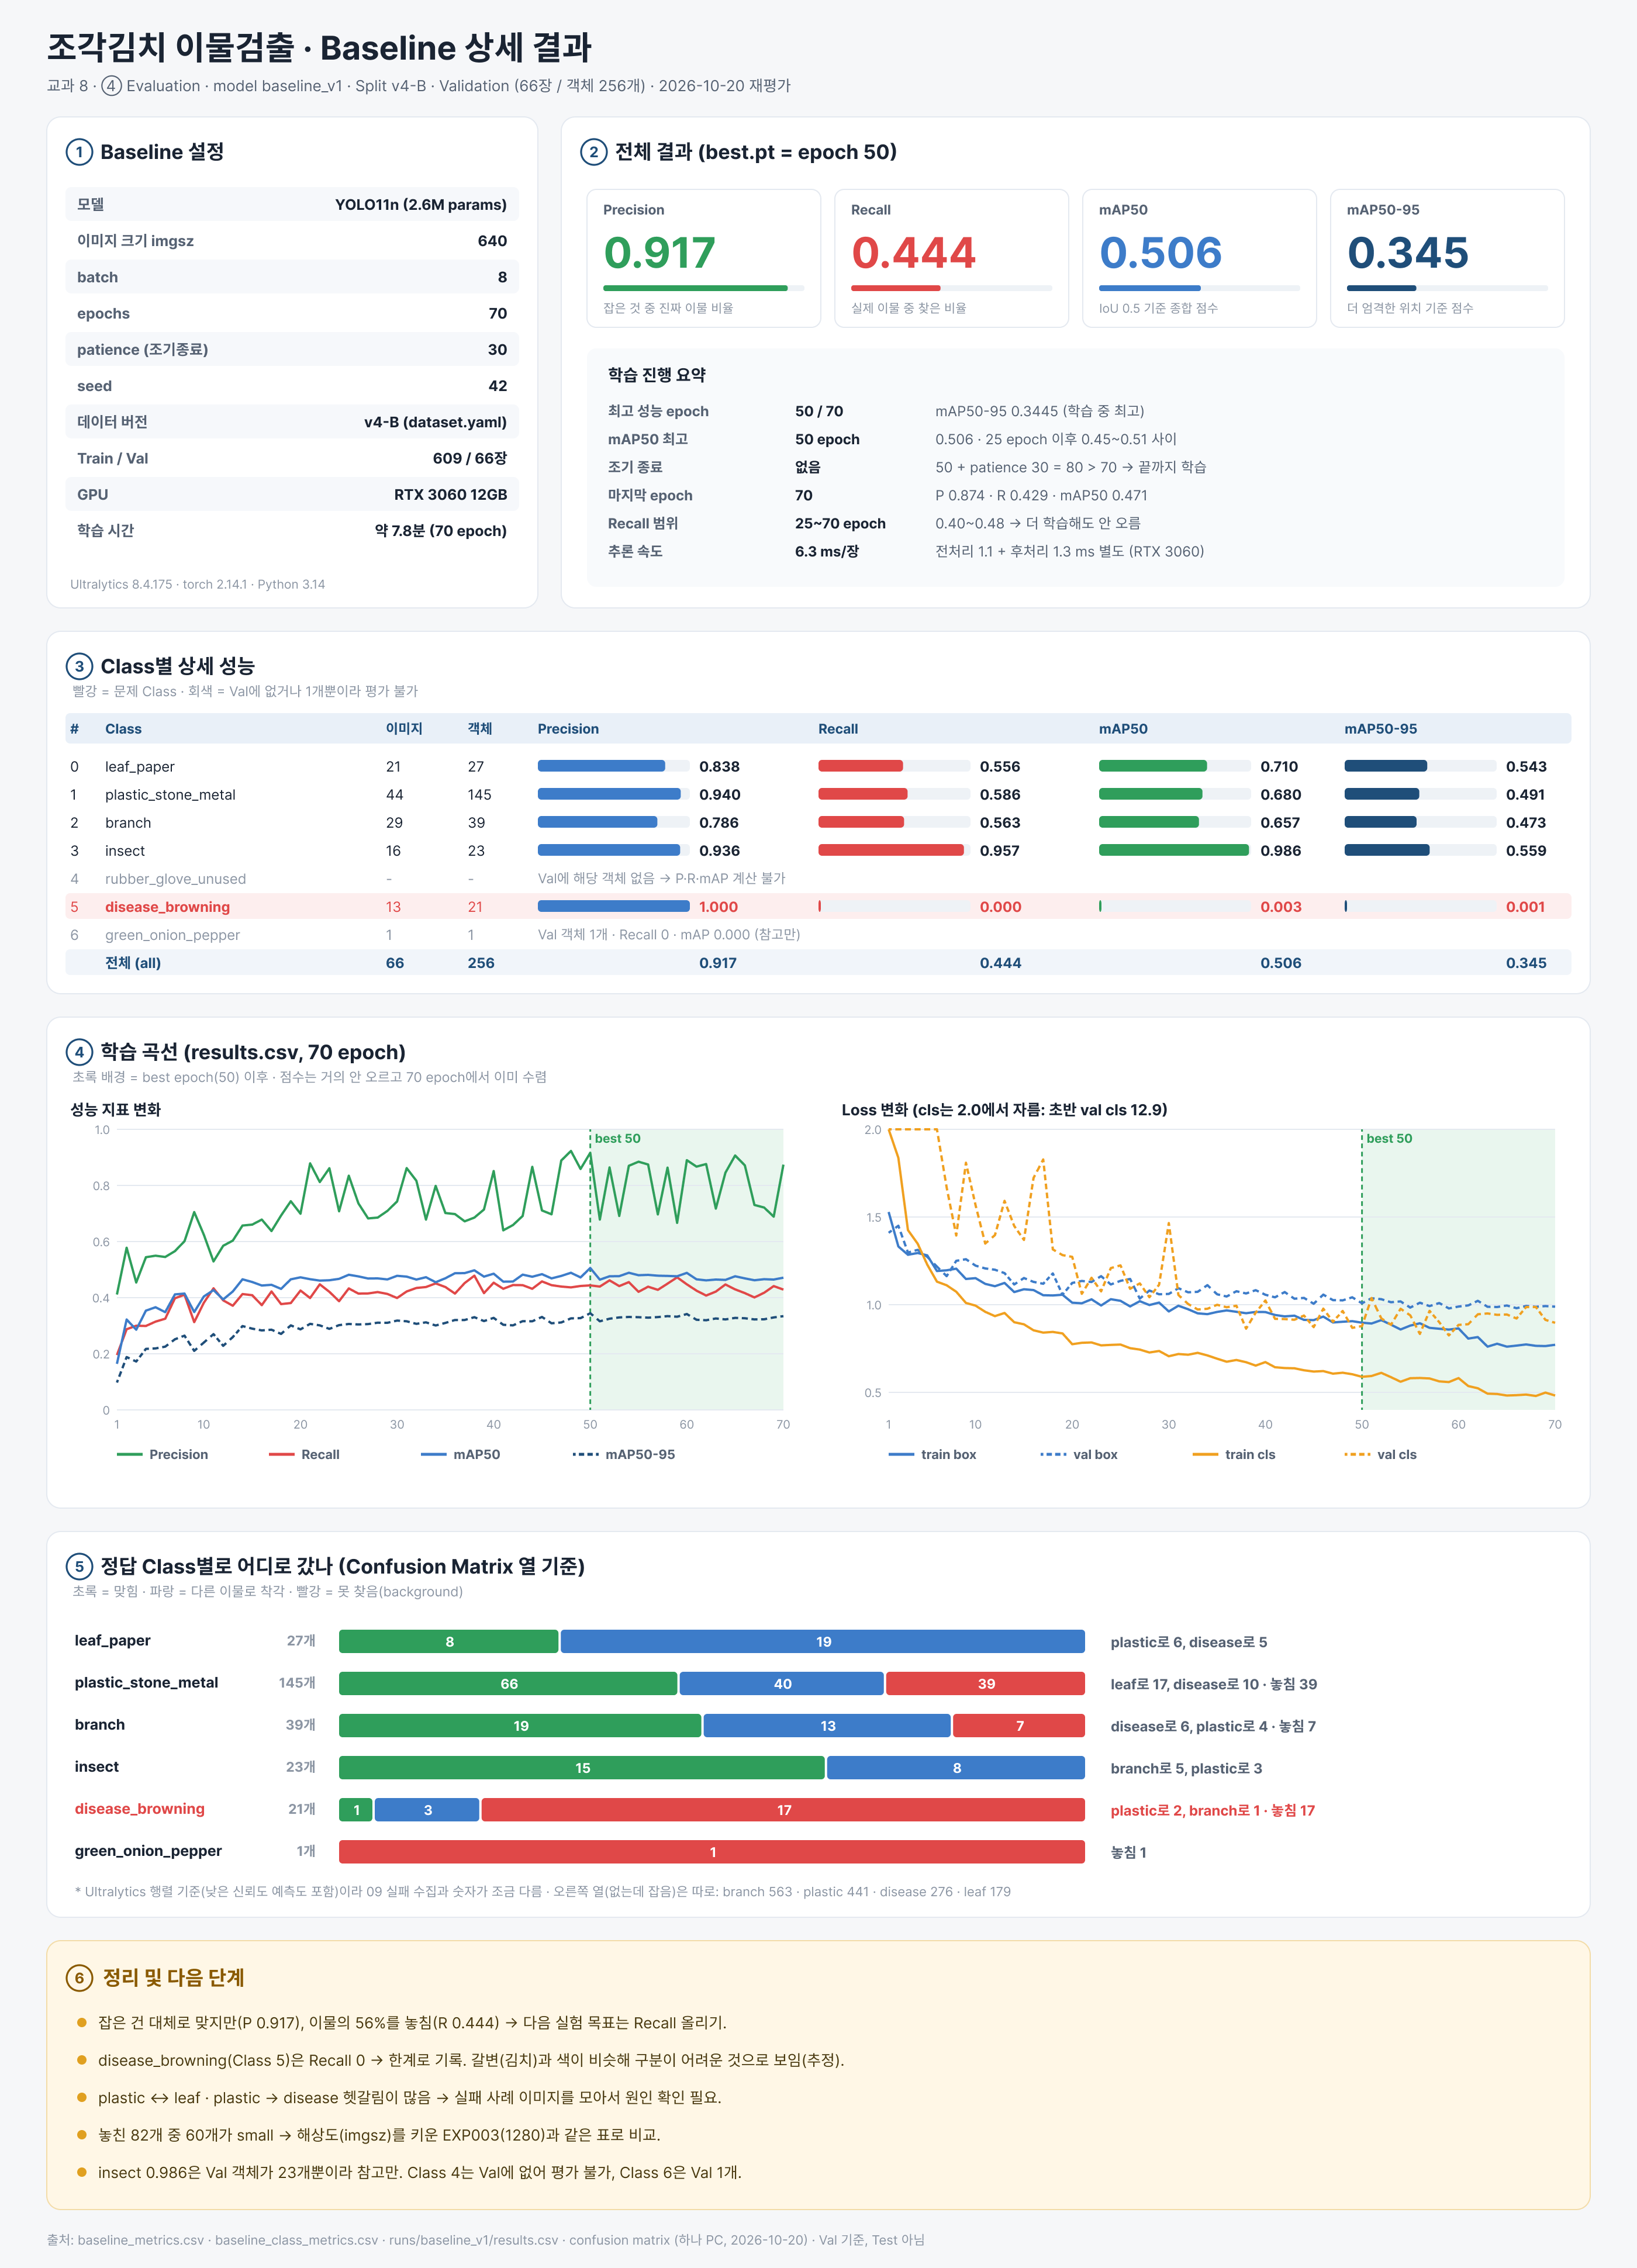 조각김치 이물검출 · Baseline 상세 결과
교과 8 · ④ Evaluation · model baseline_v1 · Split v4-B · Validation (66장 / 객체 256개) · 2026-10-20 재평가
1 Baseline 설정
모델 YOLO11n (2.6M params)
이미지 크기 imgsz 640
batch 8
epochs 70
patience (조기종료) 30
seed 42
데이터 버전 v4-B (dataset.yaml)
Train / Val 609 / 66장
GPU RTX 3060 12GB
학습 시간 약 7.8분 (70 epoch)
Ultralytics 8.4.175 · torch 2.14.1 · Python 3.14
2 전체 결과 (best.pt = epoch 50)
Precision
0.917
잡은 것 중 진짜 이물 비율
Recall
0.444
실제 이물 중 찾은 비율
mAP50
0.506
IoU 0.5 기준 종합 점수
mAP50-95
0.345
더 엄격한 위치 기준 점수
학습 진행 요약
최고 성능 epoch 50 / 70 mAP50-95 0.3445 (학습 중 최고)
mAP50 최고 50 epoch 0.506 · 25 epoch 이후 0.45~0.51 사이
조기 종료 없음 50 + patience 30 = 80 > 70 → 끝까지 학습
마지막 epoch 70 P 0.874 · R 0.429 · mAP50 0.471
Recall 범위 25~70 epoch 0.40~0.48 → 더 학습해도 안 오름
추론 속도 6.3 ms/장 전처리 1.1 + 후처리 1.3 ms 별도 (RTX 3060)
3 Class별 상세 성능
빨강 = 문제 Class · 회색 = Val에 없거나 1개뿐이라 평가 불가
# Class 이미지 객체 Precision Recall mAP50 mAP50-95
0 leaf_paper 21 27 0.838 0.556 0.710 0.543
1 plastic_stone_metal 44 145 0.940 0.586 0.680 0.491
2 branch 29 39 0.786 0.563 0.657 0.473
3 insect 16 23 0.936 0.957 0.986 0.559
4 rubber_glove_unused - - Val에 해당 객체 없음 → P·R·mAP 계산 불가
5 disease_browning 13 21 1.000 0.000 0.003 0.001
6 green_onion_pepper 1 1 Val 객체 1개 · Recall 0 · mAP 0.000 (참고만)
전체 (all) 66 256 0.917 0.444 0.506 0.345
4 학습 곡선 (results.csv, 70 epoch)
초록 배경 = best epoch(50) 이후 · 점수는 거의 안 오르고 70 epoch에서 이미 수렴
성능 지표 변화
1.0
best 50
0.8
0.6
0.4
0.2
0
1 10 20 30 40 50 60 70
Precision Recall mAP50 mAP50-95
Loss 변화 (cls는 2.0에서 자름: 초반 val cls 12.9)
2.0
best 50
1.5
1.0
0.5
1 10 20 30 40 50 60 70
train box val box train cls val cls
5 정답 Class별로 어디로 갔나 (Confusion Matrix 열 기준)
초록 = 맞힘 · 파랑 = 다른 이물로 착각 · 빨강 = 못 찾음(background)
leaf_paper 27개 8 19 plastic로 6, disease로 5
plastic_stone_metal 145개 66 40 39 leaf로 17, disease로 10 · 놓침 39
branch 39개 19 13 7 disease로 6, plastic로 4 · 놓침 7
insect 23개 15 8 branch로 5, plastic로 3
disease_browning 21개 1 3 17 plastic로 2, branch로 1 · 놓침 17
green_onion_pepper 1개 1 놓침 1
* Ultralytics 행렬 기준(낮은 신뢰도 예측도 포함)이라 09 실패 수집과 숫자가 조금 다름 · 오른쪽 열(없는데 잡음)은 따로: branch 563 · plastic 441 · disease 276 · leaf 179
6 정리 및 다음 단계
잡은 건 대체로 맞지만(P 0.917), 이물의 56%를 놓침(R 0.444) → 다음 실험 목표는 Recall 올리기.
disease_browning(Class 5)은 Recall 0 → 한계로 기록. 갈변(김치)과 색이 비슷해 구분이 어려운 것으로 보임(추정).
plastic ↔ leaf · plastic → disease 헷갈림이 많음 → 실패 사례 이미지를 모아서 원인 확인 필요.
놓친 82개 중 60개가 small → 해상도(imgsz)를 키운 EXP003(1280)과 같은 표로 비교.
insect 0.986은 Val 객체가 23개뿐이라 참고만. Class 4는 Val에 없어 평가 불가, Class 6은 Val 1개.
출처: baseline_metrics.csv · baseline_class_metrics.csv · runs/baseline_v1/results.csv · confusion matrix (하나 PC, 2026-10-20) · Val 기준, Test 아님